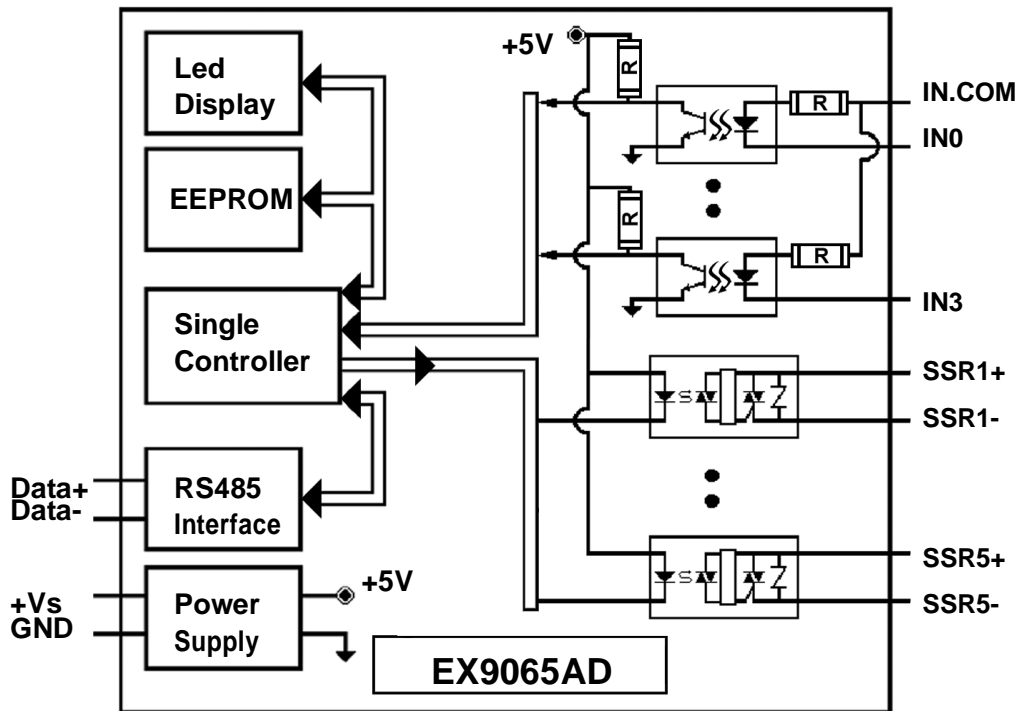 Led
Display
EEPROM
Single
Controller
RS485
Interface
Data+
Data-
Power
Supply
+Vs
GND
+5V
EX9065AD
+5V
R
R
IN.COM
IN0
R
R
IN3
SSR1+
SSR1-
SSR5+
SSR5-